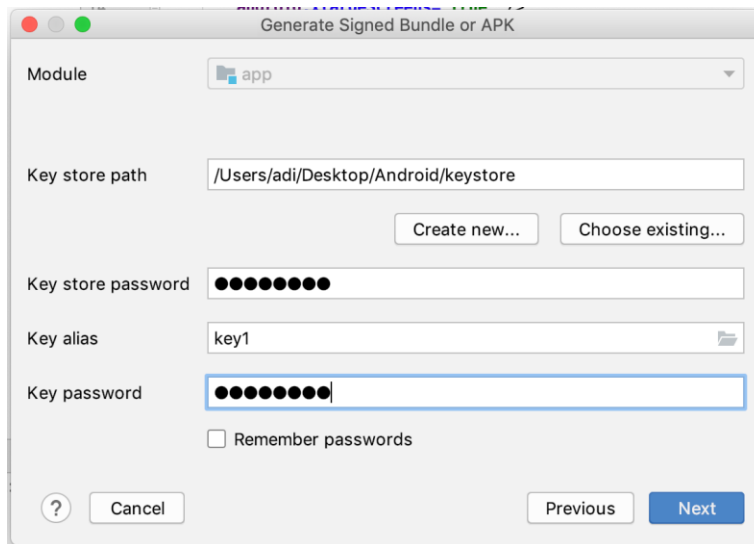 Generate Signed Bundle or APK
Module
app
Key store path
/Users/adi/Desktop/Android/keystore
Create new...
Choose existing...
Key store password
●●●●●●●●
Key alias
key1
Key password
●●●●●●●●
Remember passwords
?
Cancel
Previous
Next